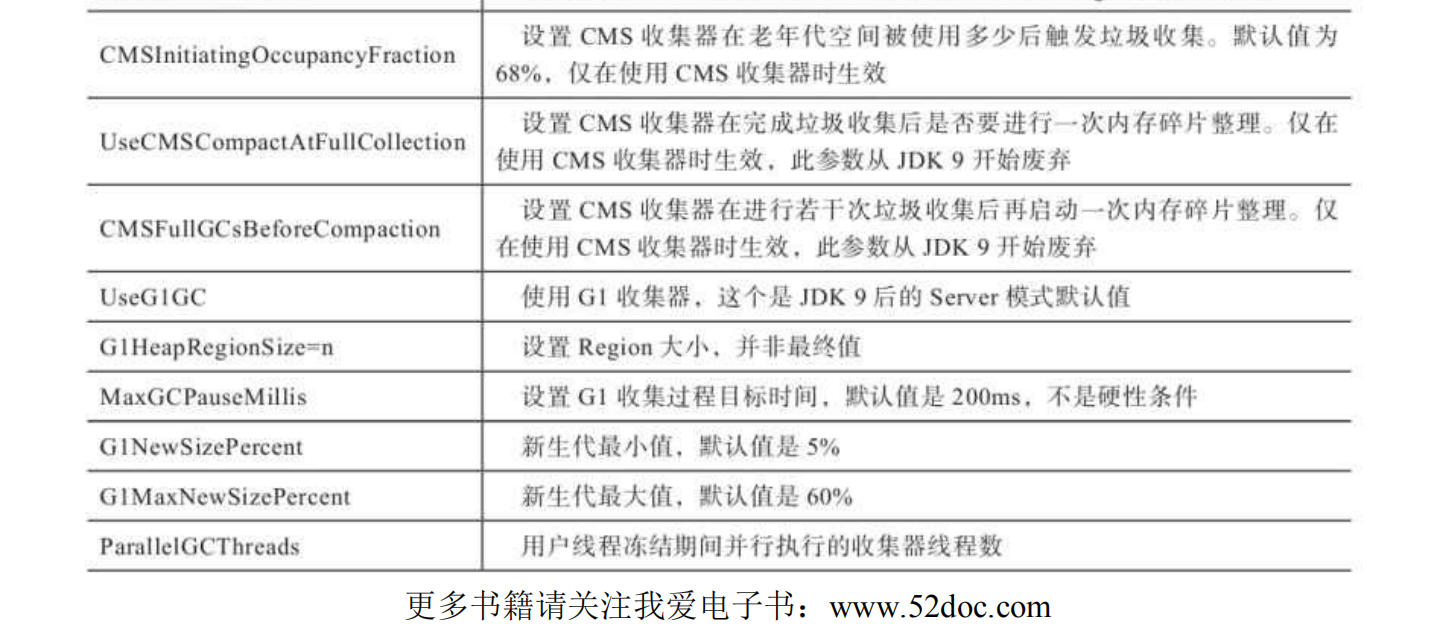 CMSInitiatingOccupancyFraction
设置 CMS 收集器在老年代空间被使用多少后触发垃圾收集。默认值为
68%，仅在使用 CMS 收集器时生效
UseCMSCompactAtFullCollection
设置 CMS 收集器在完成垃圾收集后是否要进行一次内存碎片整理。仅在
使用 CMS 收集器时生效，此参数从 JDK 9 开始废弃
CMSFullGCsBeforeCompaction
设置 CMS 收集器在进行若干次垃圾收集后再启动一次内存碎片整理。仅
在使用 CMS 收集器时生效，此参数从 JDK 9 开始废弃
UseG1GC
使用 G1 收集器，这个是 JDK 9 后的 Server 模式默认值
G1HeapRegionSize=n
设置 Region 大小，并非最终值
MaxGCPauseMillis
设置 G1 收集过程目标时间，默认值是 200ms，不是硬性条件
G1NewSizePercent
新生代最小值，默认值是 5%
G1MaxNewSizePercent
新生代最大值，默认值是 60%
ParallelGCThreads
用户线程冻结期间并行执行的收集器线程数
更多书籍请关注我爱电子书：www.52doc.com